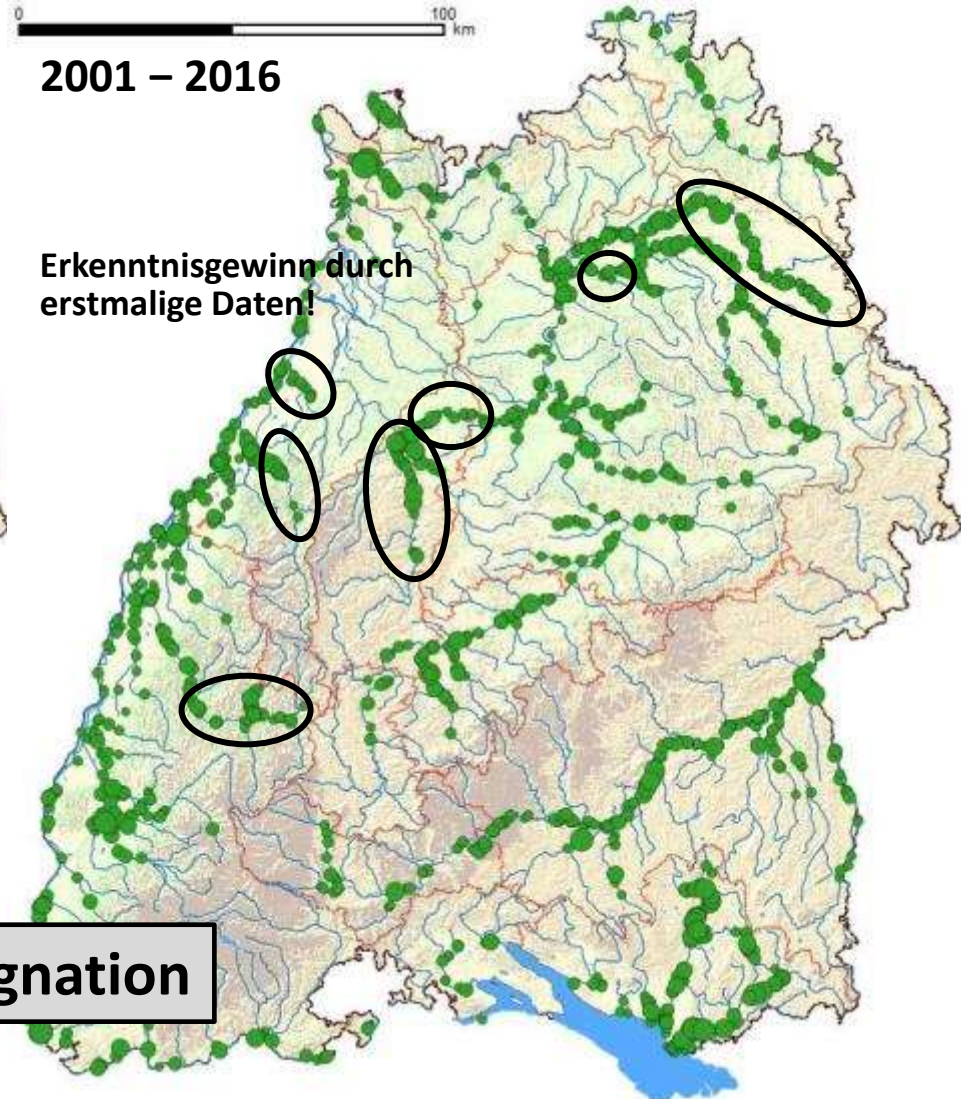 0 100
km
2001 – 2016
Erkenntnisgewinn durch
erstmalige Daten!
gnation